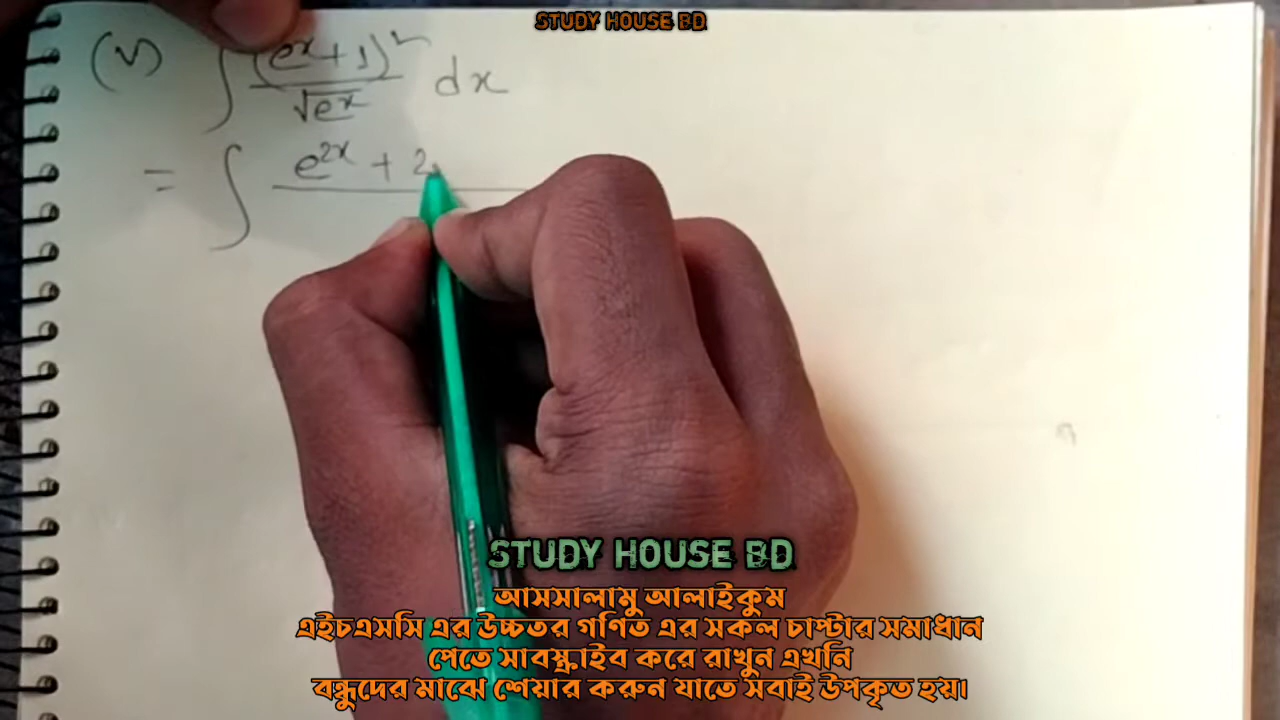 STUDY HOUSE BD
(v) ∫ (eˣ+1)² / √eˣ dx
= ∫ e²ˣ + 2
STUDY HOUSE BD
আসসালামু আলাইকুম
এইচএসসি এর উচ্চতর গণিত এর সকল চাপ্টার সমাধান
পেতে সাবস্ক্রাইব করে রাখুন এখনি
বন্ধুদের মাঝে শেয়ার করুন যাতে সবাই উপকৃত হয়।